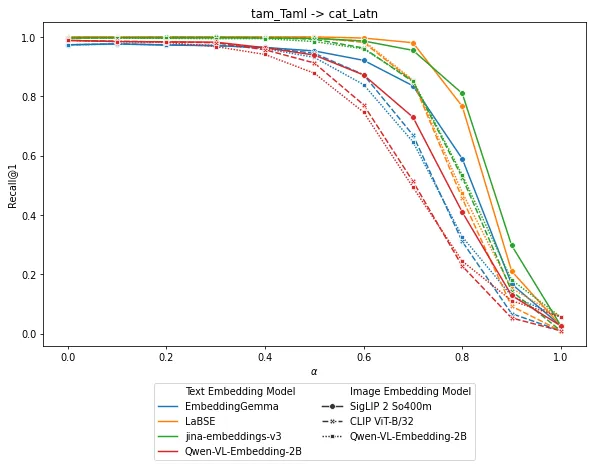 tam_Taml -> cat_Latn
1.0
0.8
0.6
0.4
0.2
0.0
Recall@1
0.0 0.2 0.4 0.6 0.8 1.0
α
Text Embedding Model Image Embedding Model
EmbeddingGemma SigLIP 2 So400m
LaBSE CLIP ViT-B/32
jina-embeddings-v3 Qwen-VL-Embedding-2B
Qwen-VL-Embedding-2B